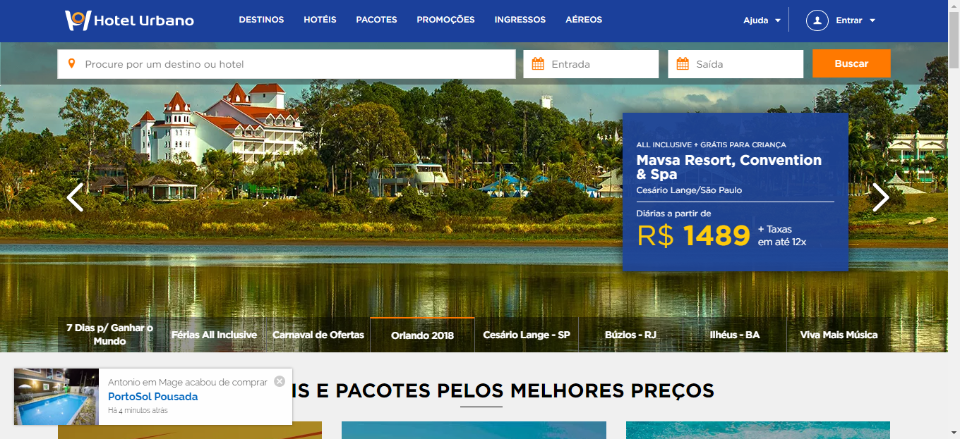 Hotel Urbano
DESTINOS HOTÉIS PACOTES PROMOÇÕES INGRESSOS AÉREOS
Ajuda
Entrar
Procure por um destino ou hotel
Entrada
Saída
Buscar
ALL INCLUSIVE + GRÁTIS PARA CRIANÇA
Mavsa Resort, Convention
& Spa
Cesário Lange/São Paulo
Diárias a partir de
R$ 1489
+ Taxas
em até 12x
7 Dias p/ Ganhar o
Mundo
Férias All Inclusive
Carnaval de Ofertas
Orlando 2018
Cesário Lange - SP
Búzios - RJ
Ilhéus - BA
Viva Mais Música
IS E PACOTES PELOS MELHORES PREÇOS
Antonio em Mage acabou de comprar
PortoSol Pousada
Há 4 minutos atrás